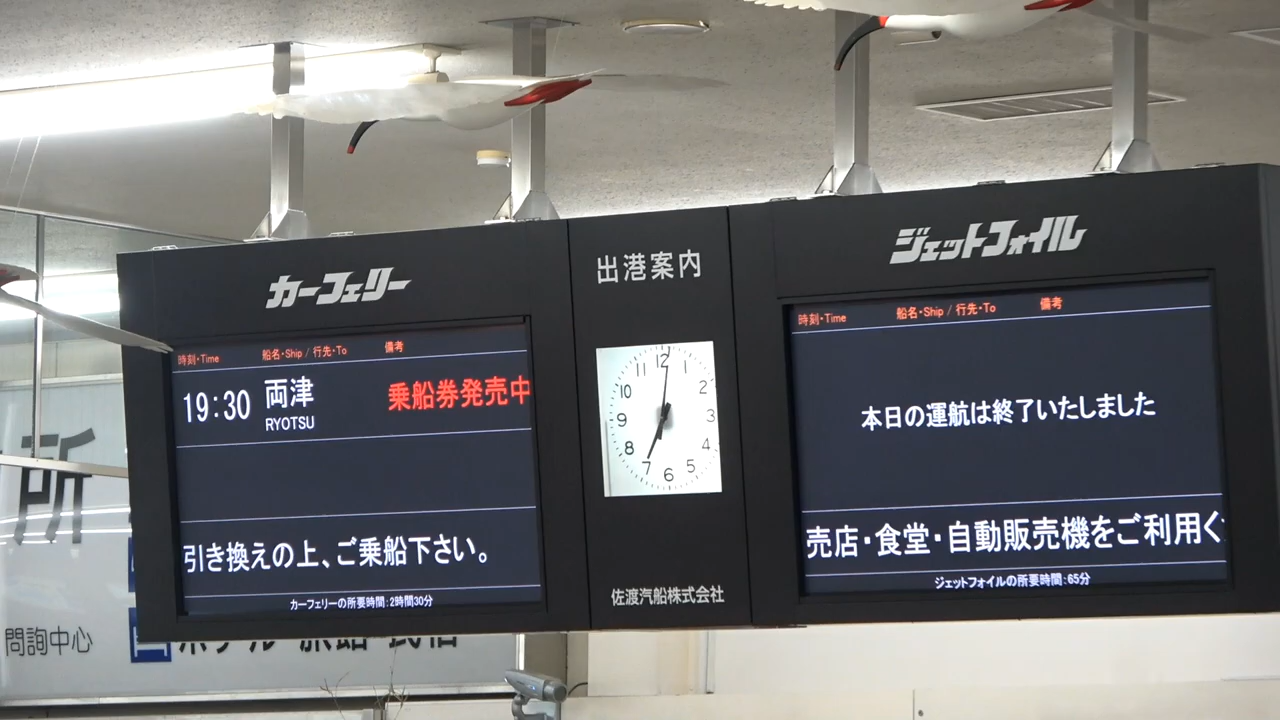 カーフェリー
時刻・Time 船名・Ship / 行先・To 備考
19:30 両津 乗船券発売中
RYOTSU
引き換えの上、ご乗船下さい。
カーフェリーの所要時間:2時間30分
出港案内
12 1 2 3 4 5 6 7 8 9 10
佐渡汽船株式会社
ジェットフォイル
時刻・Time 船名・Ship / 行先・To 備考
本日の運航は終了いたしました
売店・食堂・自動販売機をご利用く
ジェットフォイルの所要時間:65分
所
問詢中心